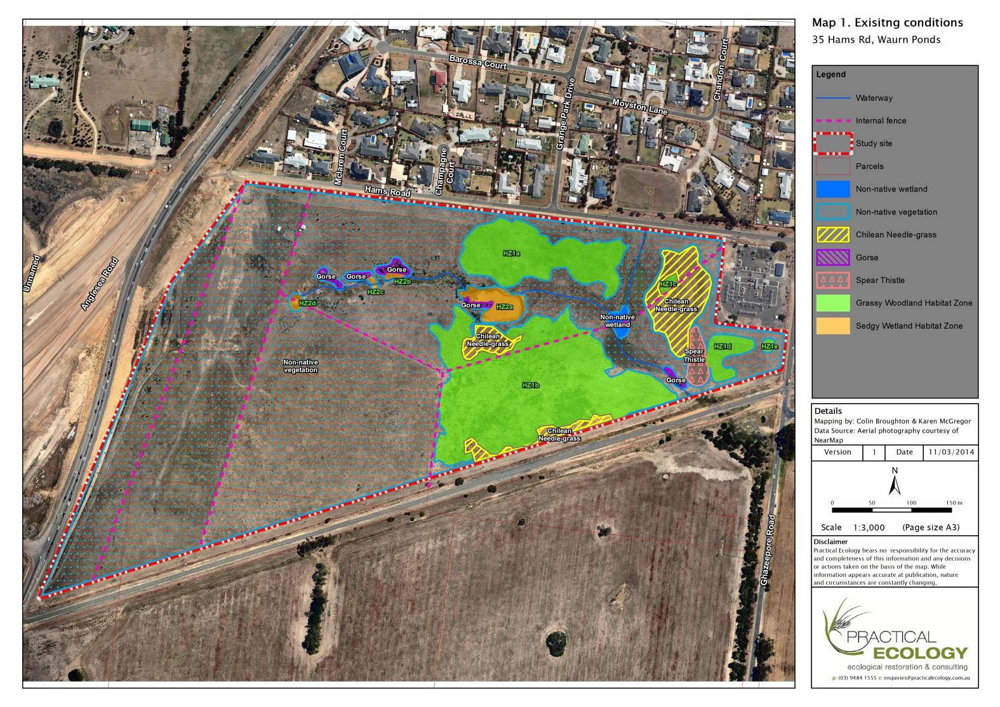 Map 1. Exisitng conditions
35 Hams Rd, Waurn Ponds
Legend
Waterway
Internal fence
Study site
Parcels
Non-native wetland
Non-native vegetation
Chilean Needle-grass
Gorse
Spear Thistle
Grassy Woodland Habitat Zone
Sedgy Wetland Habitat Zone
Details
Mapping by: Colin Broughton & Karen McGregor
Data Source: Aerial photography courtesy of
NearMap
Version 1 Date 11/03/2014
N
0 50 100 150 m
Scale 1:3,000 (Page size A3)
Disclaimer
Practical Ecology bears no responsibility for the accuracy
and completeness of this information and any decisions
or actions taken on the basis of the map. While
information appears accurate at publication, nature
and circumstances are constantly changing.
PRACTICAL
ECOLOGY
ecological restoration & consulting
p: (03) 9484 1555 e: enquiries@practicalecology.com.au
Barossa Court
Chandon Court
Grange Park Drive
Moyston Lane
Mclaren Court
Champagne
Court
Hams Road
Unnamed
Anglesea Road
Ghazeepore Road
HZ1a
Gorse
Gorse
Gorse
HZ2b
HZ2c
HZ2d
Gorse
HZ2a
HZ1c
Chilean
Needle-grass
Non-native
wetland
Chilean
Needle-grass
HZ1d
HZ1e
Spear
Thistle
Non-native
vegetation
Gorse
HZ1b
Chilean
Needle-grass